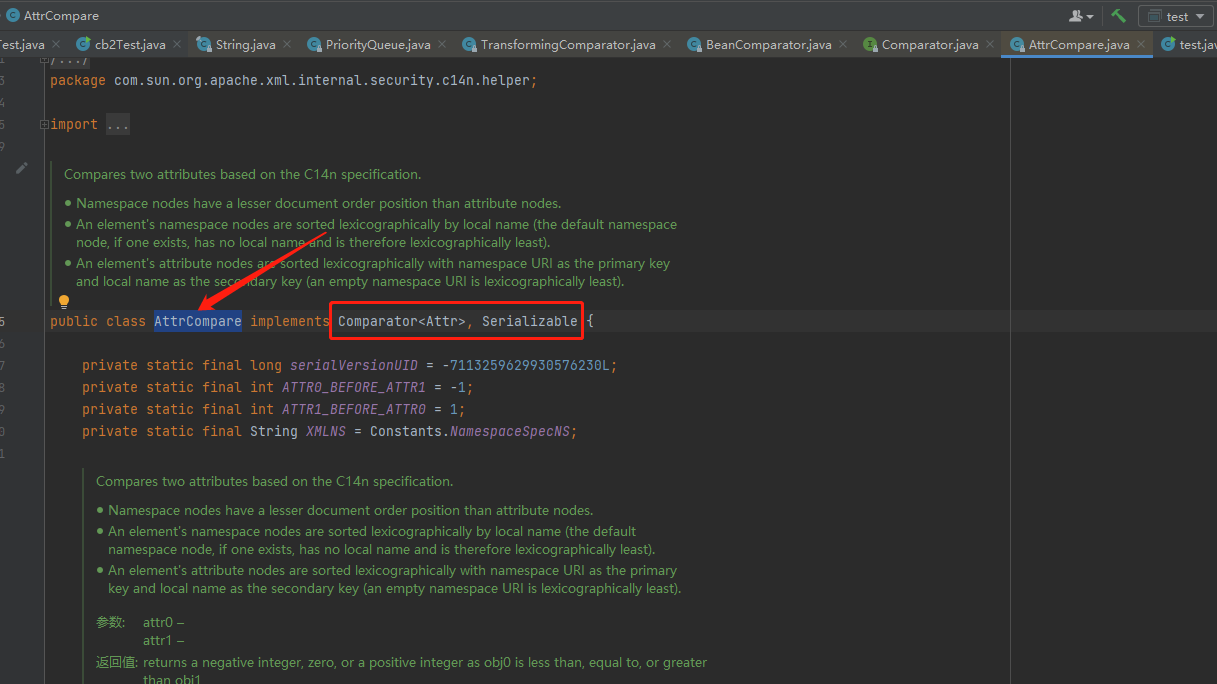 AttrCompare
test
Test.java
cb2Test.java
String.java
PriorityQueue.java
TransformingComparator.java
BeanComparator.java
Comparator.java
AttrCompare.java
test.jav
/.../
package com.sun.org.apache.xml.internal.security.c14n.helper;
import ...
Compares two attributes based on the C14n specification.
● Namespace nodes have a lesser document order position than attribute nodes.
● An element's namespace nodes are sorted lexicographically by local name (the default namespace
node, if one exists, has no local name and is therefore lexicographically least).
● An element's attribute nodes are sorted lexicographically with namespace URI as the primary key
and local name as the secondary key (an empty namespace URI is lexicographically least).
public class AttrCompare implements Comparator<Attr>, Serializable {
private static final long serialVersionUID = -7113259629930576230L;
private static final int ATTR0_BEFORE_ATTR1 = -1;
private static final int ATTR1_BEFORE_ATTR0 = 1;
private static final String XMLNS = Constants.NamespaceSpecNS;
Compares two attributes based on the C14n specification.
● Namespace nodes have a lesser document order position than attribute nodes.
● An element's namespace nodes are sorted lexicographically by local name (the default
namespace node, if one exists, has no local name and is therefore lexicographically least).
● An element's attribute nodes are sorted lexicographically with namespace URI as the primary
key and local name as the secondary key (an empty namespace URI is lexicographically least).
参数: attr0 –
attr1 –
返回值: returns a negative integer, zero, or a positive integer as obj0 is less than, equal to, or greater
than obj1